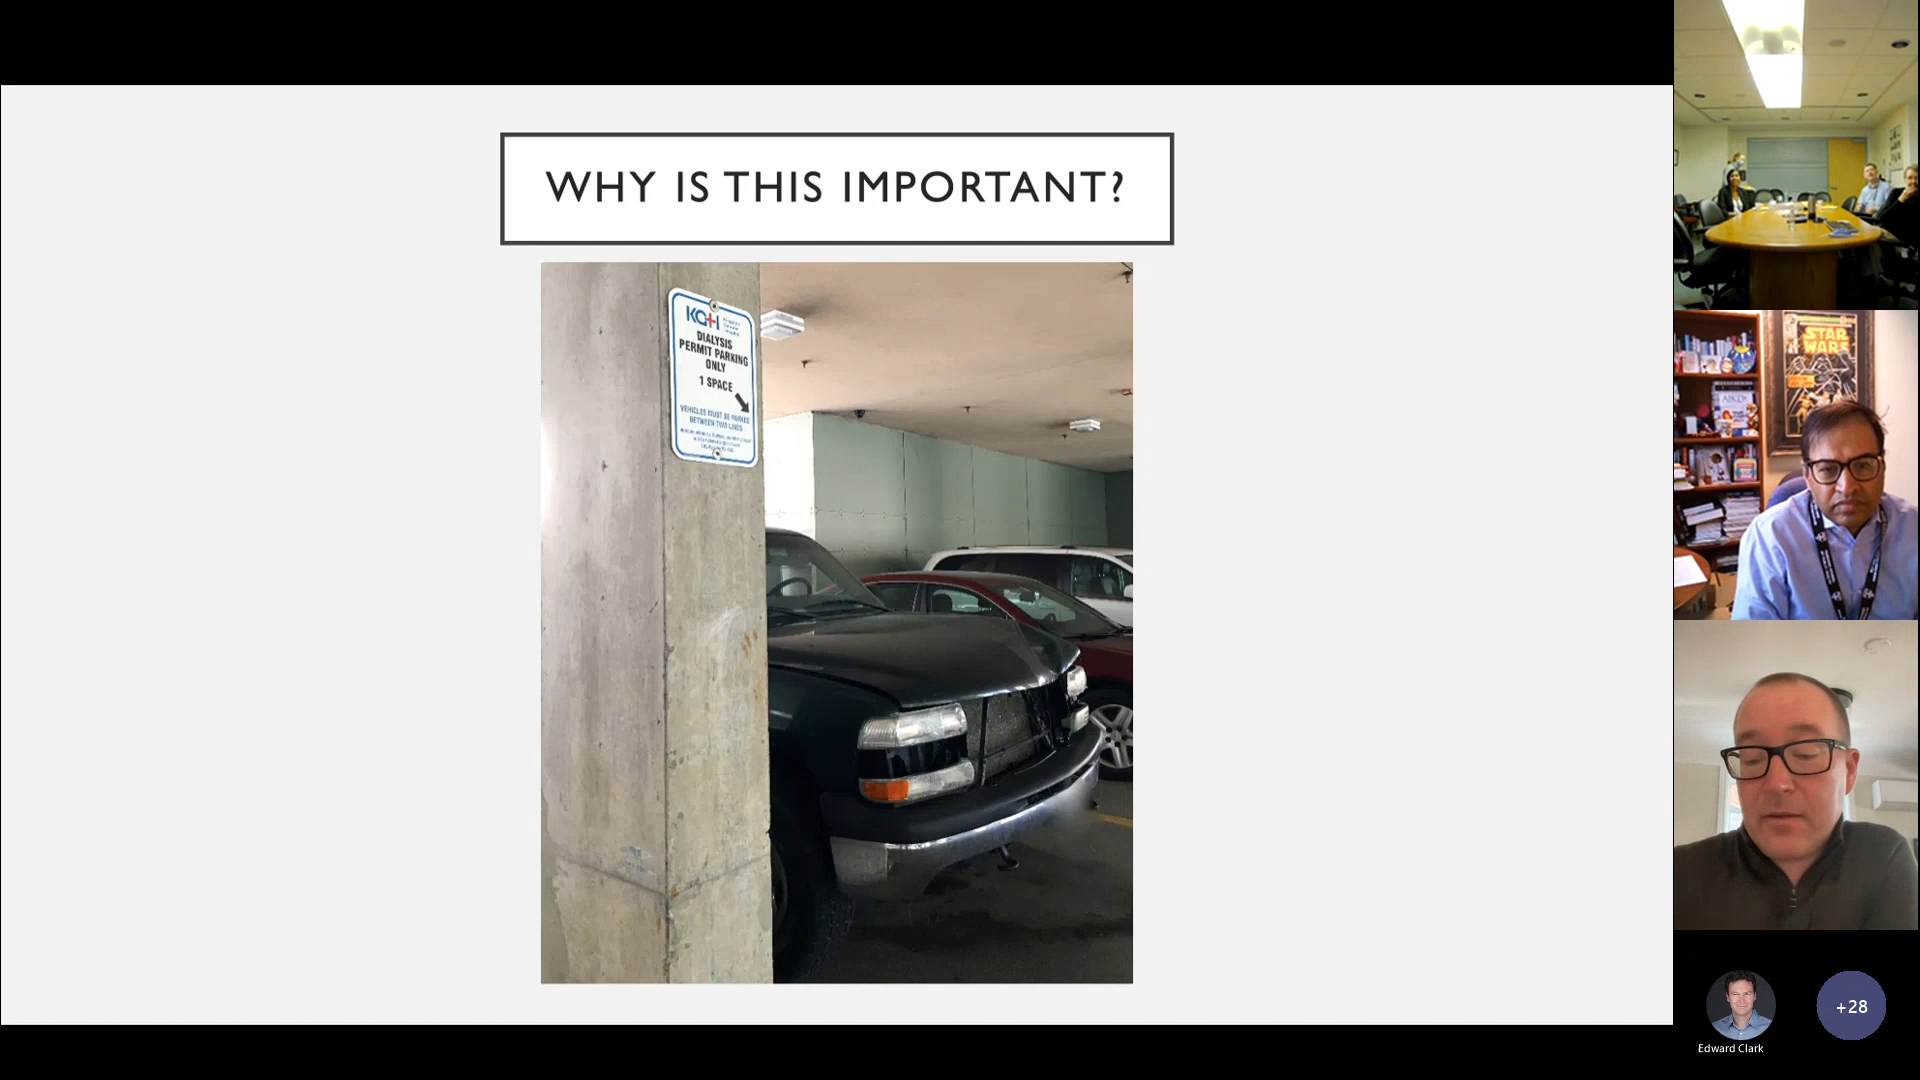 WHY IS THIS IMPORTANT?
KGH
DIALYSIS
PERMIT PARKING
ONLY
1 SPACE
VEHICLES MUST BE PARKED
BETWEEN TWO LINES
STAR
WARS
AJKD
+28
Edward Clark